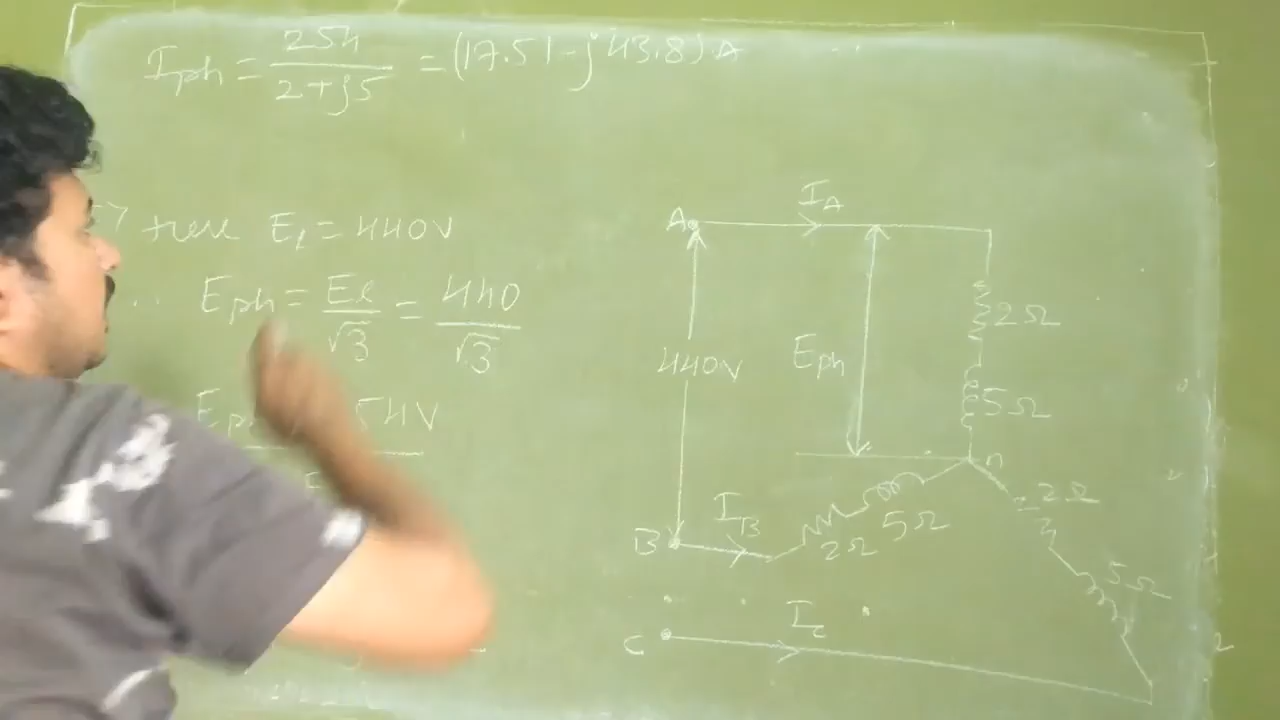 Iph = 254 / 2+j5 = (17.51-j43.8) A
El = 440V
∴ Eph = El / √3 = 440 / √3
54V
A
IA
2Ω
440V
Eph
5Ω
n
IB
B
2Ω
5Ω
2Ω
5Ω
C
Ic